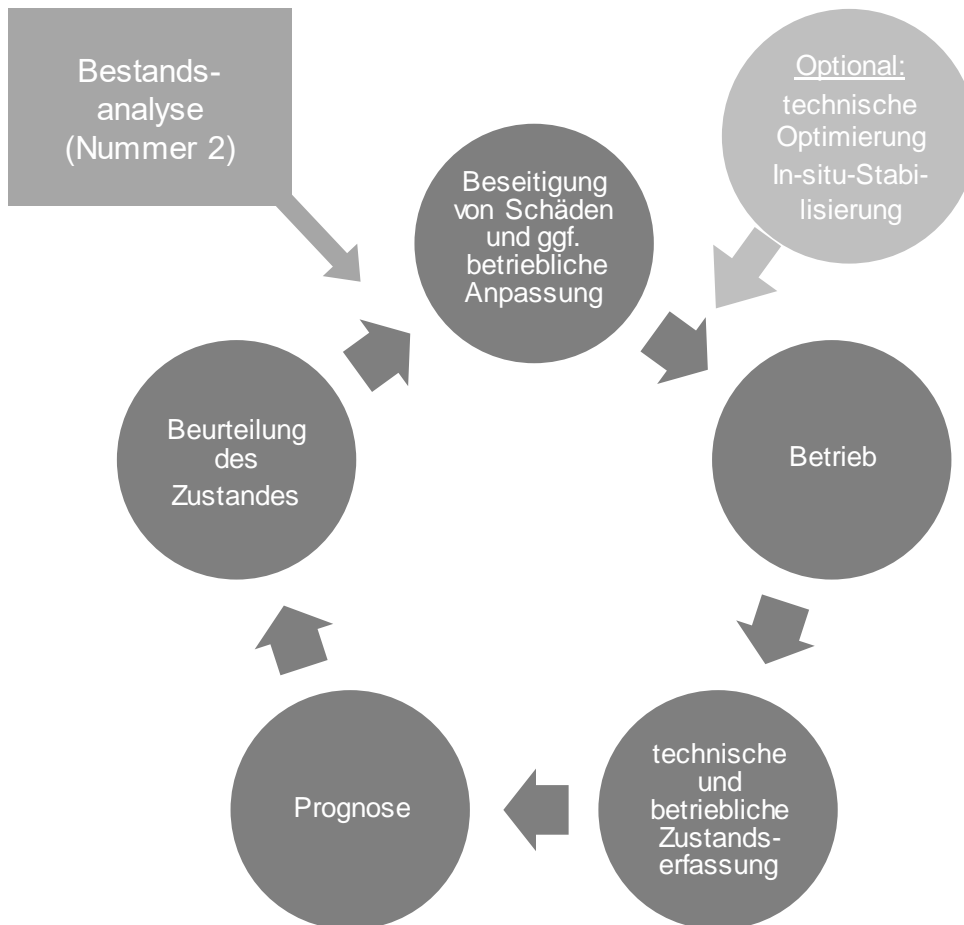 Bestands-
analyse
(Nummer 2)
Optional:
technische
Optimierung
In-situ-Stabi-
lisierung
Beseitigung
von Schäden
und ggf.
betriebliche
Anpassung
Betrieb
technische
und
betriebliche
Zustands-
erfassung
Prognose
Beurteilung
des
Zustandes